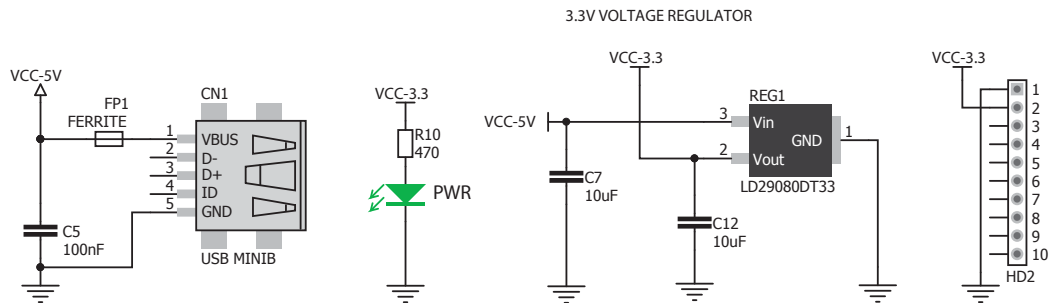 3.3V VOLTAGE REGULATOR
VCC-5V
FP1
FERRITE
CN1
1 VBUS
2 D-
3 D+
4 ID
5 GND
USB MINIB
C5
100nF
VCC-3.3
R10
470
PWR
VCC-5V
VCC-3.3
C7
10uF
C12
10uF
REG1
3 Vin
GND 1
2 Vout
LD29080DT33
VCC-3.3
1
2
3
4
5
6
7
8
9
10
HD2